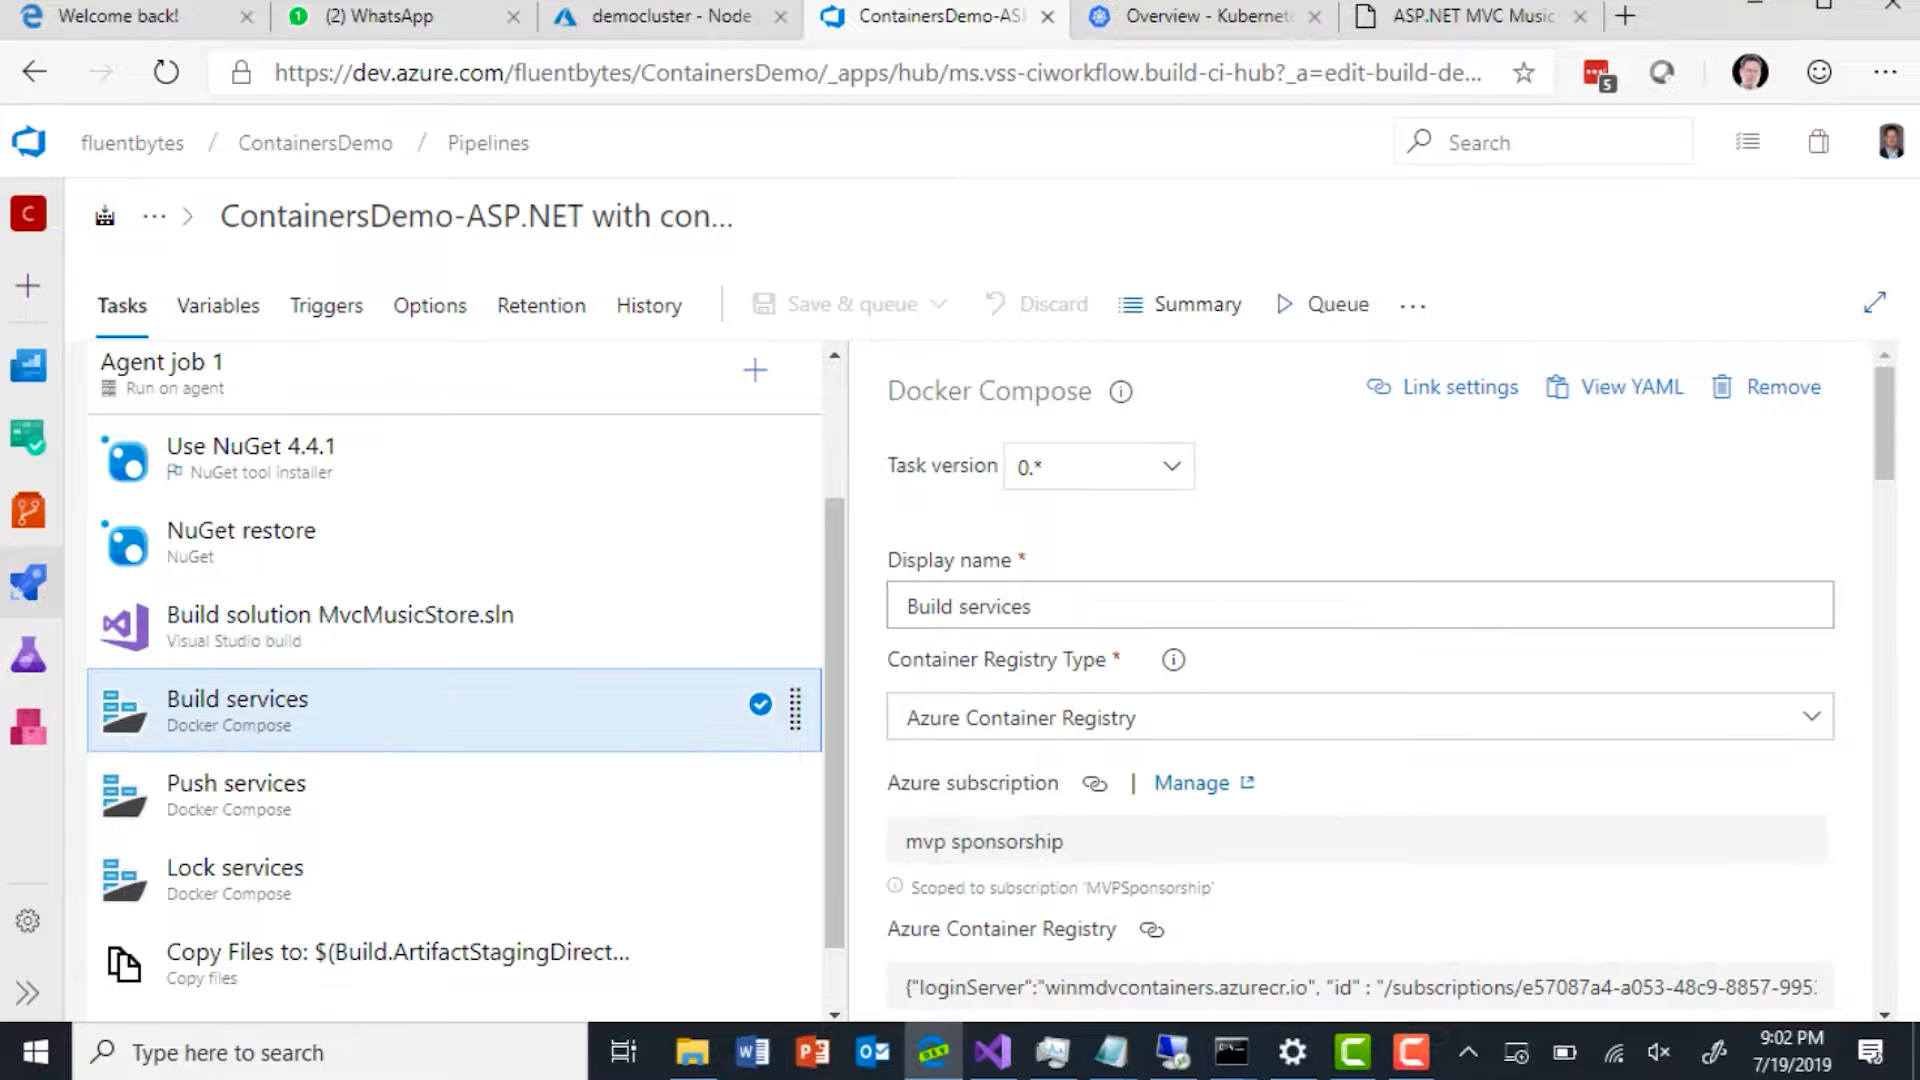 Welcome back!
(2) WhatsApp
democluster - Node
ContainersDemo-AS
Overview - Kubernet
ASP.NET MVC Music
https://dev.azure.com/fluentbytes/ContainersDemo/_apps/hub/ms.vss-ciworkflow.build-ci-hub?_a=edit-build-de...
5
fluentbytes / ContainersDemo / Pipelines
Search
C
ContainersDemo-ASP.NET with con...
Tasks Variables Triggers Options Retention History
Save & queue Discard Summary Queue ...
Agent job 1
Run on agent
Use NuGet 4.4.1
NuGet tool installer
NuGet restore
NuGet
Build solution MvcMusicStore.sln
Visual Studio build
Build services
Docker Compose
Push services
Docker Compose
Lock services
Docker Compose
Copy Files to: $(Build.ArtifactStagingDirect...
Copy files
Docker Compose
Link settings View YAML Remove
Task version 0.*
Display name *
Build services
Container Registry Type *
Azure Container Registry
Azure subscription | Manage
mvp sponsorship
Scoped to subscription 'MVPSponsorship'
Azure Container Registry
{"loginServer":"winmdvcontainers.azurecr.io", "id" : "/subscriptions/e57087a4-a053-48c9-8857-995
Type here to search
9:02 PM
7/19/2019